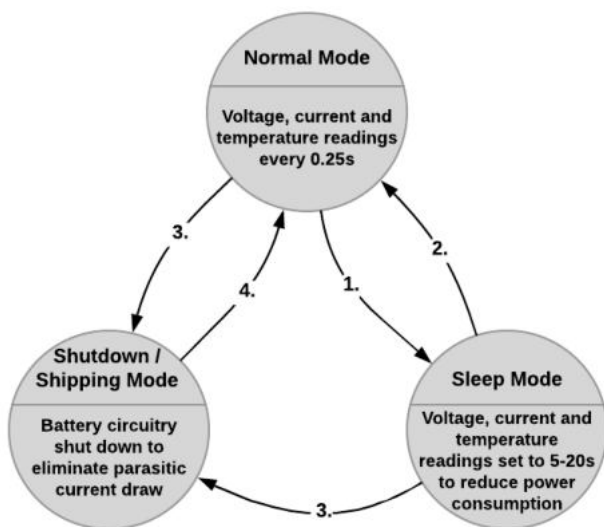 Normal Mode
Voltage, current and
temperature readings
every 0.25s
3.
4.
1.
2.
Shutdown /
Shipping Mode
Battery circuitry
shut down to
eliminate parasitic
current draw
Sleep Mode
Voltage, current and
temperature
readings set to 5-20s
to reduce power
consumption
3.